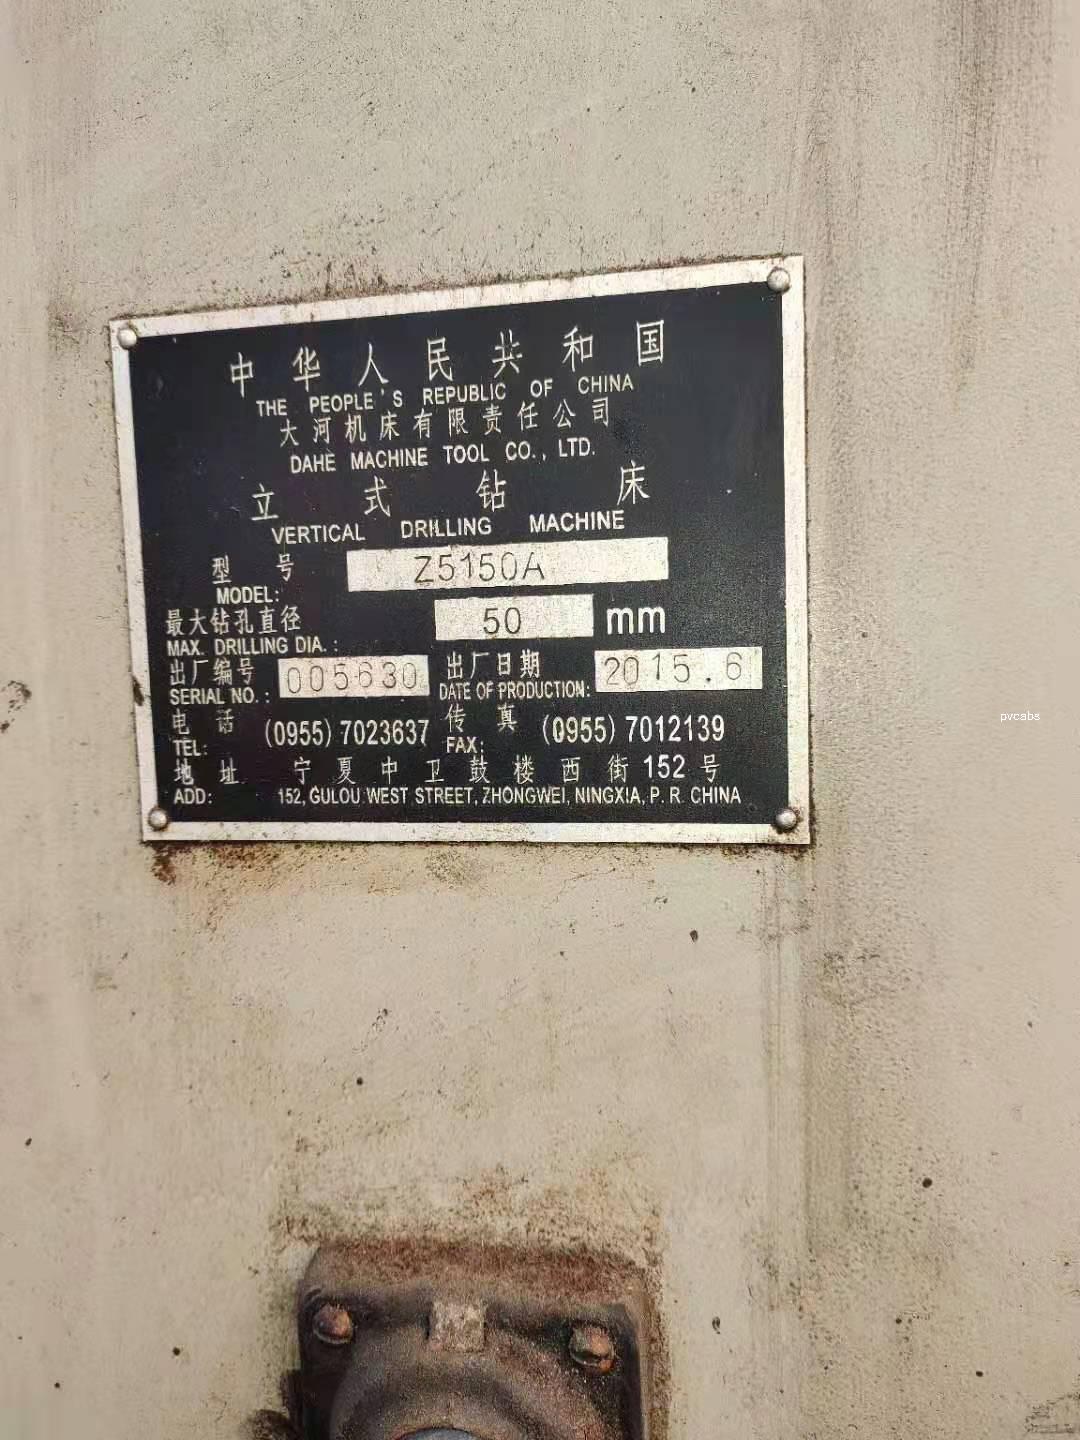 中华人民共和国
THE PEOPLE'S REPUBLIC OF CHINA
大河机床有限责任公司
DAHE MACHINE TOOL CO., LTD.
立式钻床
VERTICAL DRILLING MACHINE
型号 Z5150A
MODEL:
最大钻孔直径 50 mm
MAX. DRILLING DIA.:
出厂编号 005630 出厂日期 2015.6
SERIAL NO.: DATE OF PRODUCTION:
电话 (0955) 7023637 传真 (0955) 7012139
TEL: FAX:
地址 宁夏中卫鼓楼西街152号
ADD: 152, GULOU WEST STREET, ZHONGWEI, NINGXIA, P. R. CHINA
pvcabs